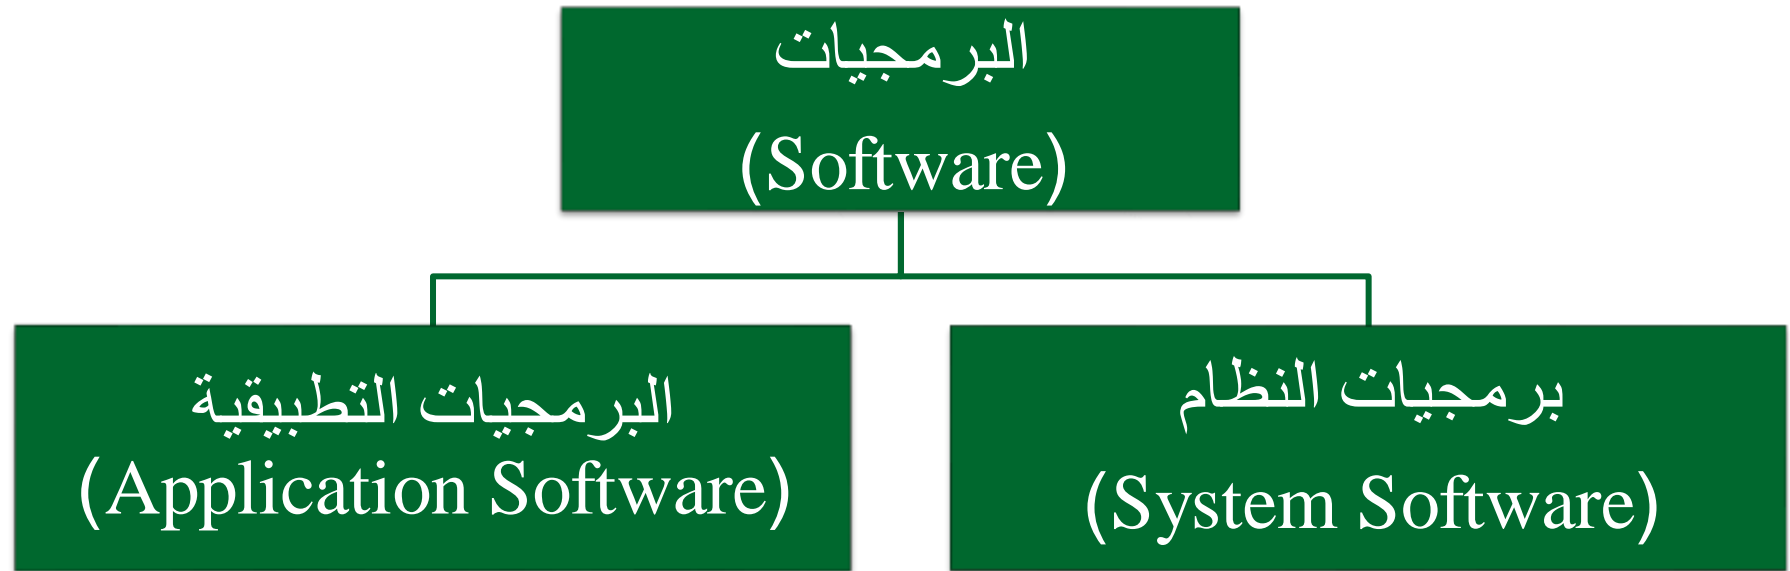 البرمجيات
(Software)
برمجيات النظام
(System Software)
البرمجيات التطبيقية
(Application Software)